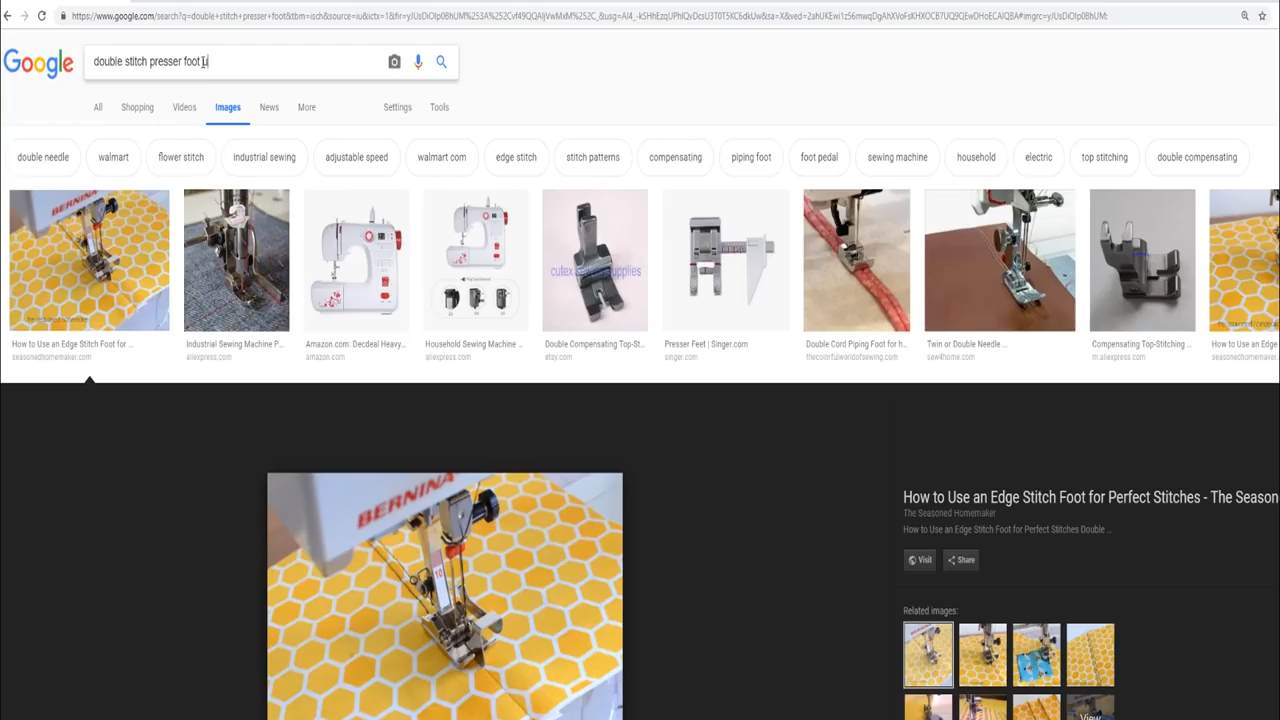 Google
double stitch presser foot u
All Shopping Videos Images News More Settings Tools
double needle walmart flower stitch industrial sewing adjustable speed walmart com edge stitch stitch patterns compensating piping foot foot pedal sewing machine household electric top stitching double compensating
BERNINA
cutex sewing supplies
How to Use an Edge Stitch Foot for ...
seasonedhomemaker.com
Industrial Sewing Machine P...
aliexpress.com
Amazon.com: Decdeal Heavy...
amazon.com
Household Sewing Machine ...
aliexpress.com
Double Compensating Top-St...
etsy.com
Presser Feet | Singer.com
singer.com
Double Cord Piping Foot for h...
thecolorfulworldofsewing.com
Twin or Double Needle ...
sew4home.com
Compensating Top-Stitching ...
m.aliexpress.com
How to Use an Edge
seasonedhomemaker.com
BERNINA
10
How to Use an Edge Stitch Foot for Perfect Stitches - The Season
The Seasoned Homemaker
How to Use an Edge Stitch Foot for Perfect Stitches Double ...
Visit Share
Related images:
View